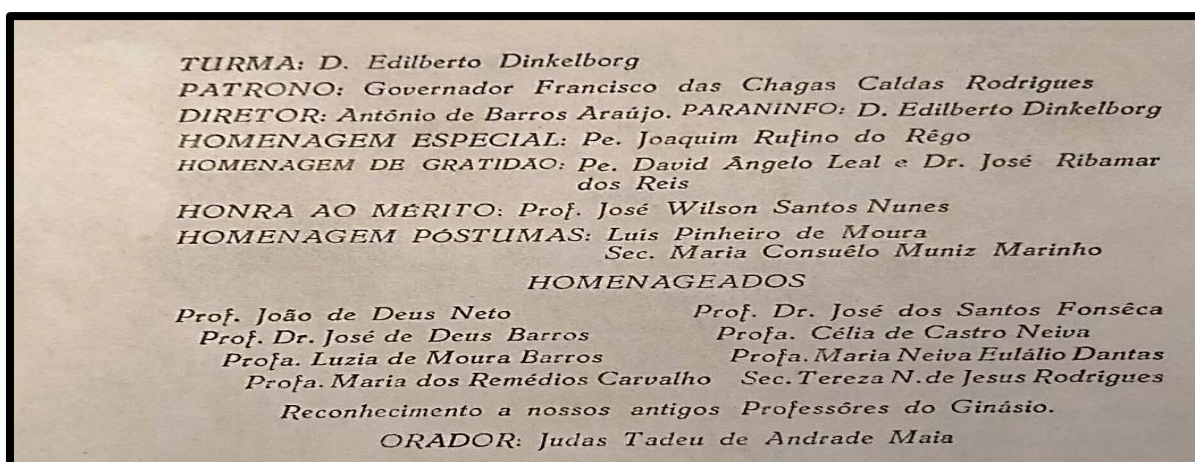 TURMA: D. Edilberto Dinkelborg
PATRONO: Governador Francisco das Chagas Caldas Rodrigues
DIRETOR: Antônio de Barros Araújo. PARANINFO: D. Edilberto Dinkelborg
HOMENAGEM ESPECIAL: Pe. Joaquim Rufino do Rêgo
HOMENAGEM DE GRATIDÃO: Pe. David Ângelo Leal e Dr. José Ribamar
dos Reis
HONRA AO MÉRITO: Prof. José Wilson Santos Nunes
HOMENAGEM PÓSTUMAS: Luís Pinheiro de Moura
Sec. Maria Consuêlo Muniz Marinho
HOMENAGEADOS
Prof. João de Deus Neto Prof. Dr. José dos Santos Fonsêca
Prof. Dr. José de Deus Barros Profa. Célia de Castro Neiva
Profa. Luzia de Moura Barros Profa. Maria Neiva Eulálio Dantas
Profa. Maria dos Remédios Carvalho Sec. Tereza N. de Jesus Rodrigues
Reconhecimento a nossos antigos Professôres do Ginásio.
ORADOR: Judas Tadeu de Andrade Maia